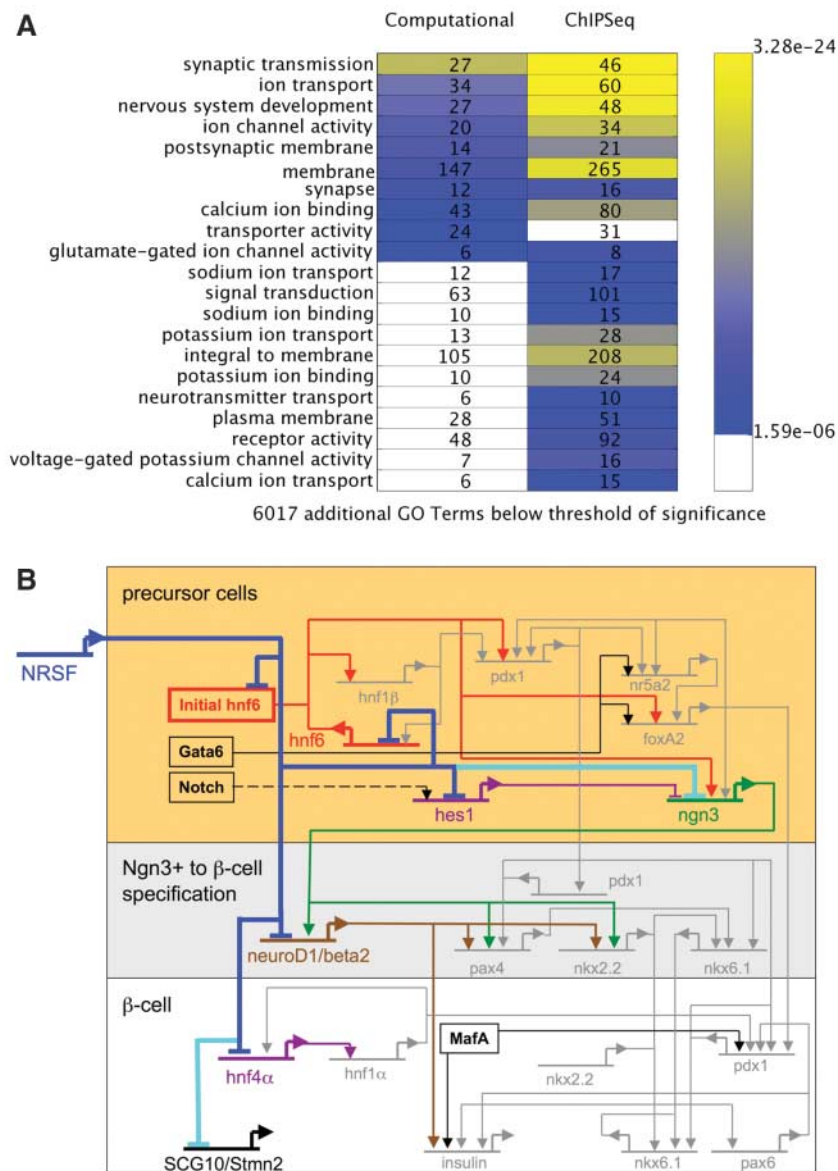 A
Computational ChIPSeq
synaptic transmission 27 46
ion transport 34 60
nervous system development 27 48
ion channel activity 20 34
postsynaptic membrane 14 21
membrane 147 265
synapse 12 16
calcium ion binding 43 80
transporter activity 24 31
glutamate-gated ion channel activity 6 8
sodium ion transport 12 17
signal transduction 63 101
sodium ion binding 10 15
potassium ion transport 13 28
integral to membrane 105 208
potassium ion binding 10 24
neurotransmitter transport 6 10
plasma membrane 28 51
receptor activity 48 92
voltage-gated potassium channel activity 7 16
calcium ion transport 6 15
3.28e-24
1.59e-06
6017 additional GO Terms below threshold of significance
B
precursor cells
NRSF
Initial hnf6
hnf1β
pdx1
nr5a2
hnf6
foxA2
Gata6
Notch
hes1
ngn3
Ngn3+ to β-cell
specification
pdx1
neuroD1/beta2
pax4
nkx2.2
nkx6.1
β-cell
MafA
hnf4α
hnf1α
nkx2.2
pdx1
SCG10/Stmn2
insulin
nkx6.1
pax6